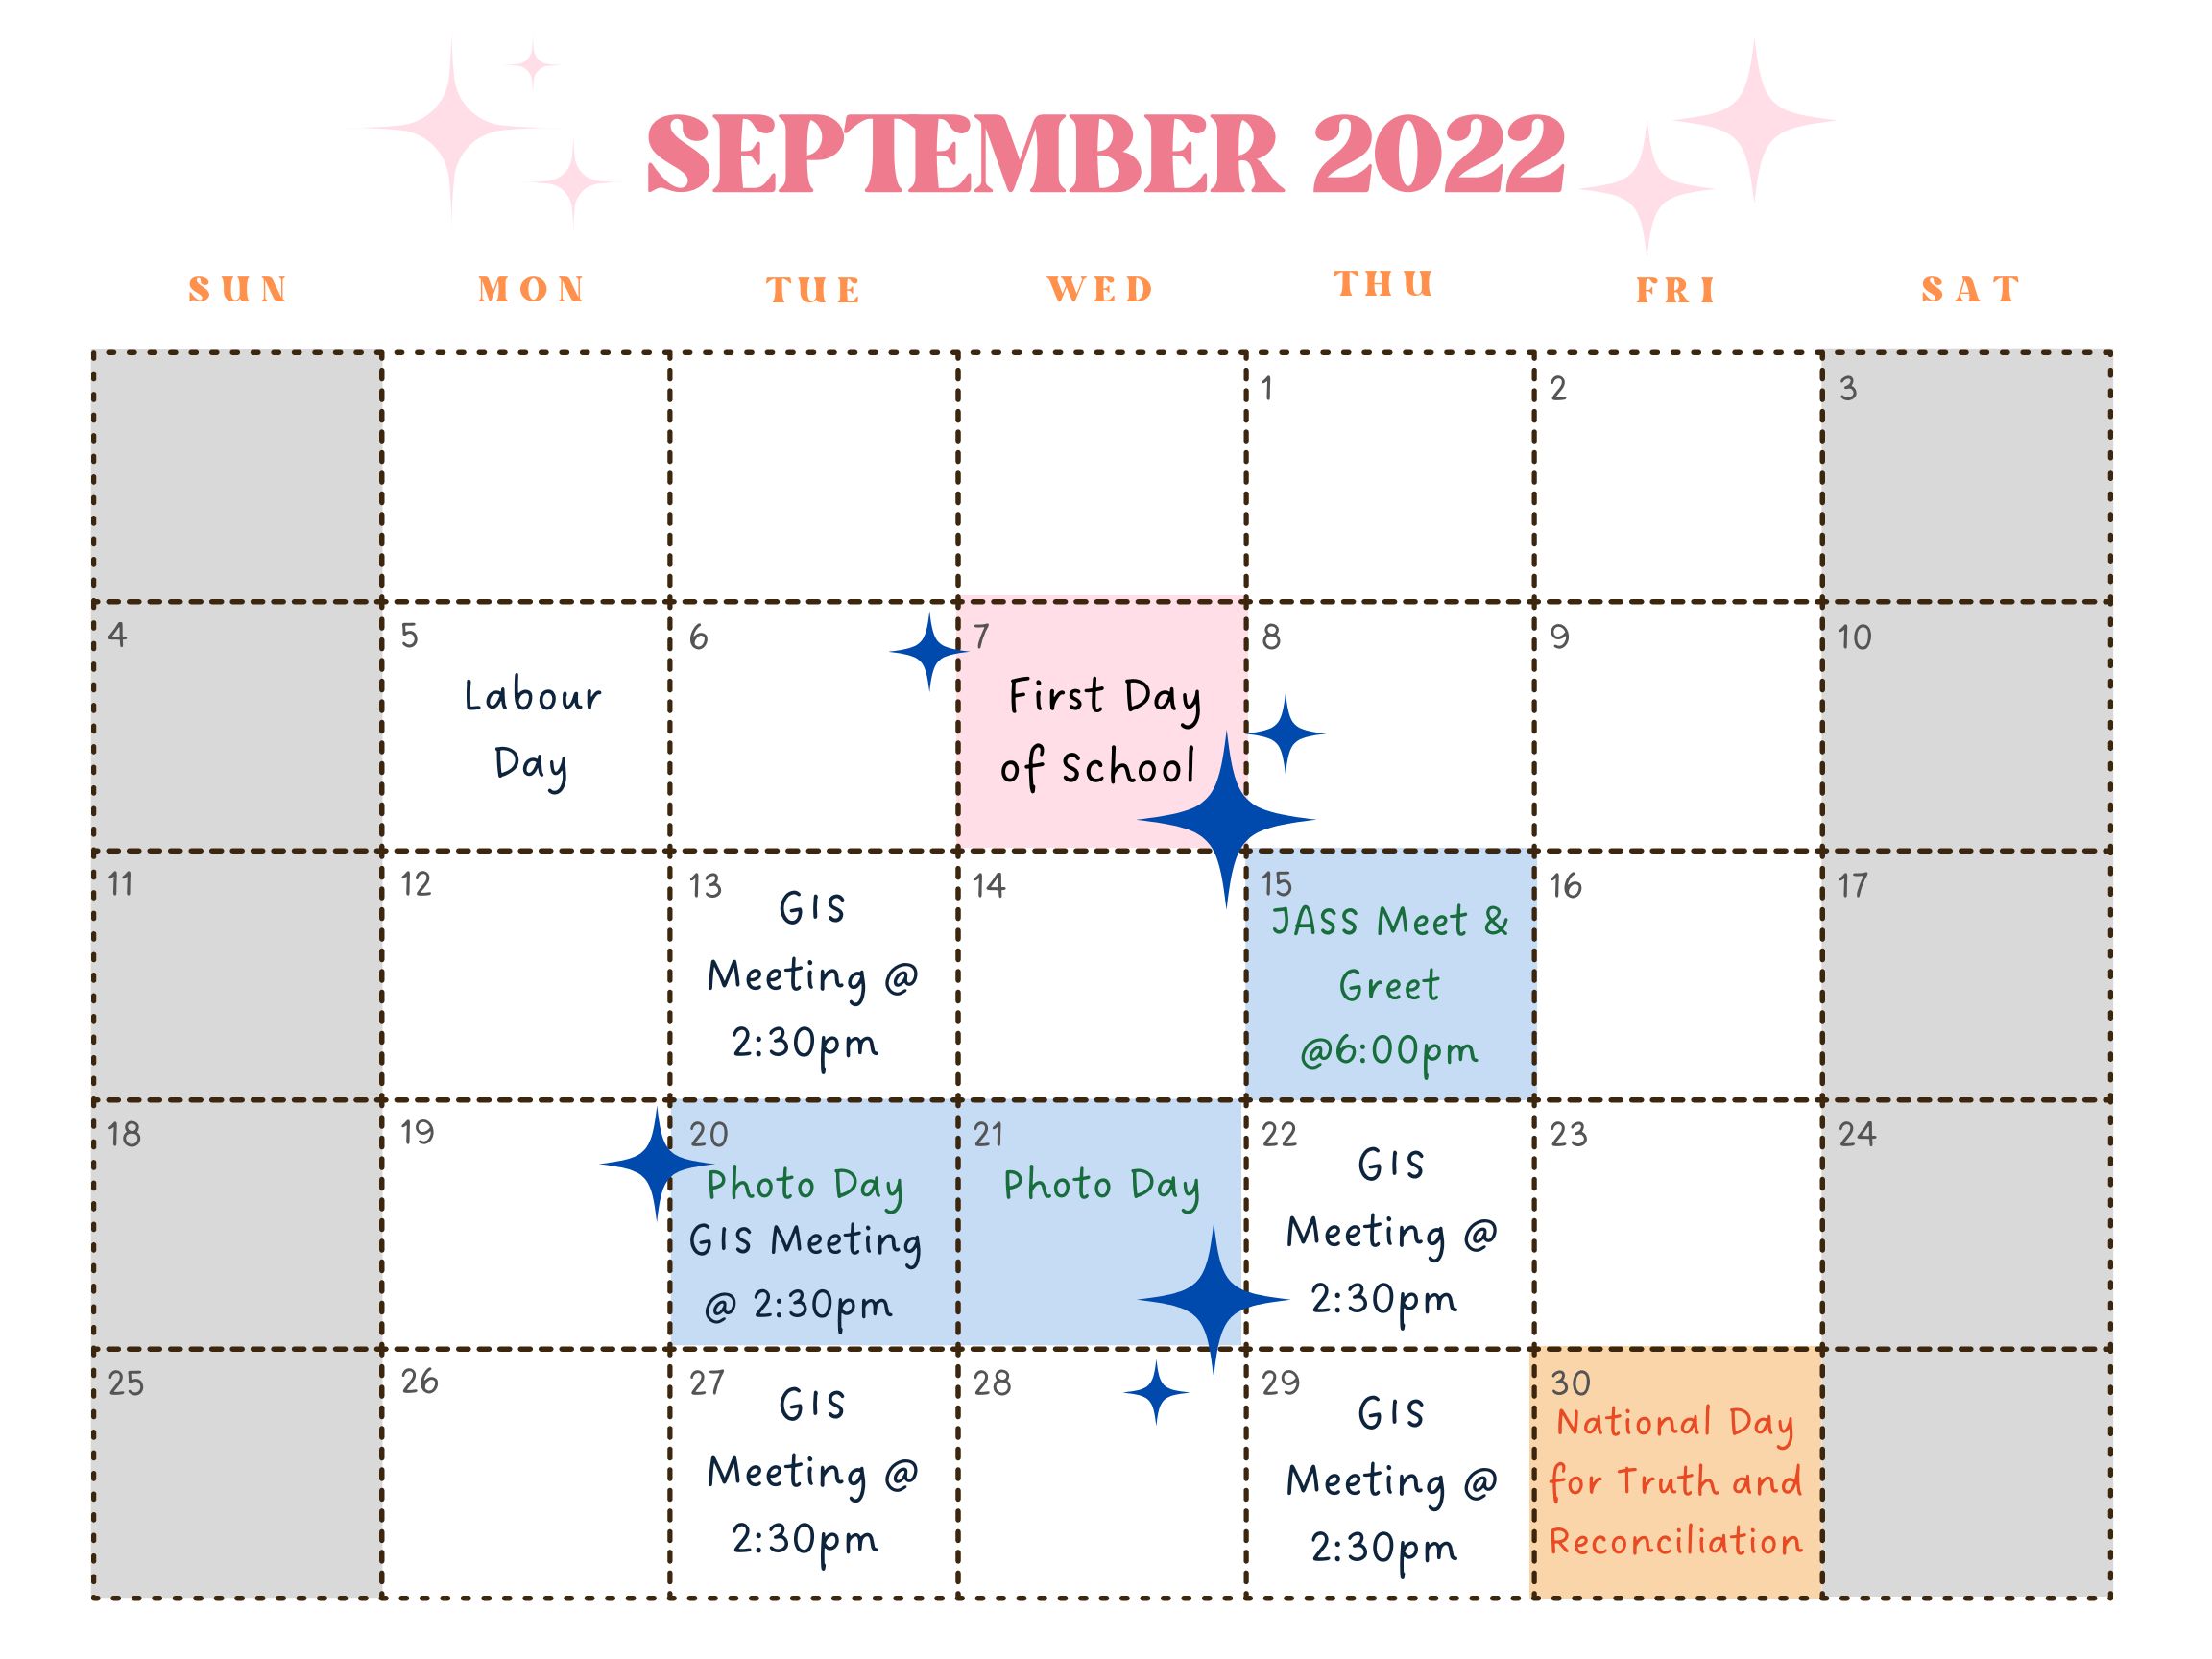 SEPTEMBER 2022
SUN MON TUE WED THU FRI SAT
1 2 3
4 5 6 7 8 9 10
Labour
Day
First Day
of School
11 12 13 14 15 16 17
GIS
Meeting @
2:30pm
JASS Meet &
Greet
@6:00pm
18 19 20 21 22 23 24
Photo Day
GIS Meeting
@ 2:30pm
Photo Day
GIS
Meeting @
2:30pm
25 26 27 28 29 30
GIS
Meeting @
2:30pm
GIS
Meeting @
2:30pm
National Day
for Truth and
Reconciliation